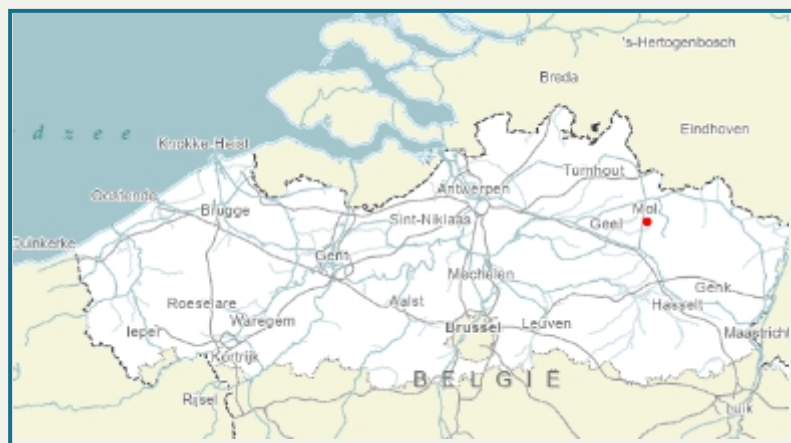 's-Hertogenbosch
Breda
Eindhoven
d z e e
Knokke-Heist
Turnhout
Antwerpen
Oostende
Brugge
Sint-Niklaas
Geel
Mol
Duinkerke
Gent
Mechelen
Genk
Roeselare
Aalst
Hasselt
Ieper
Waregem
Brussel
Leuven
Maastricht
Kortrijk
BELGIË
Rijsel
Luik